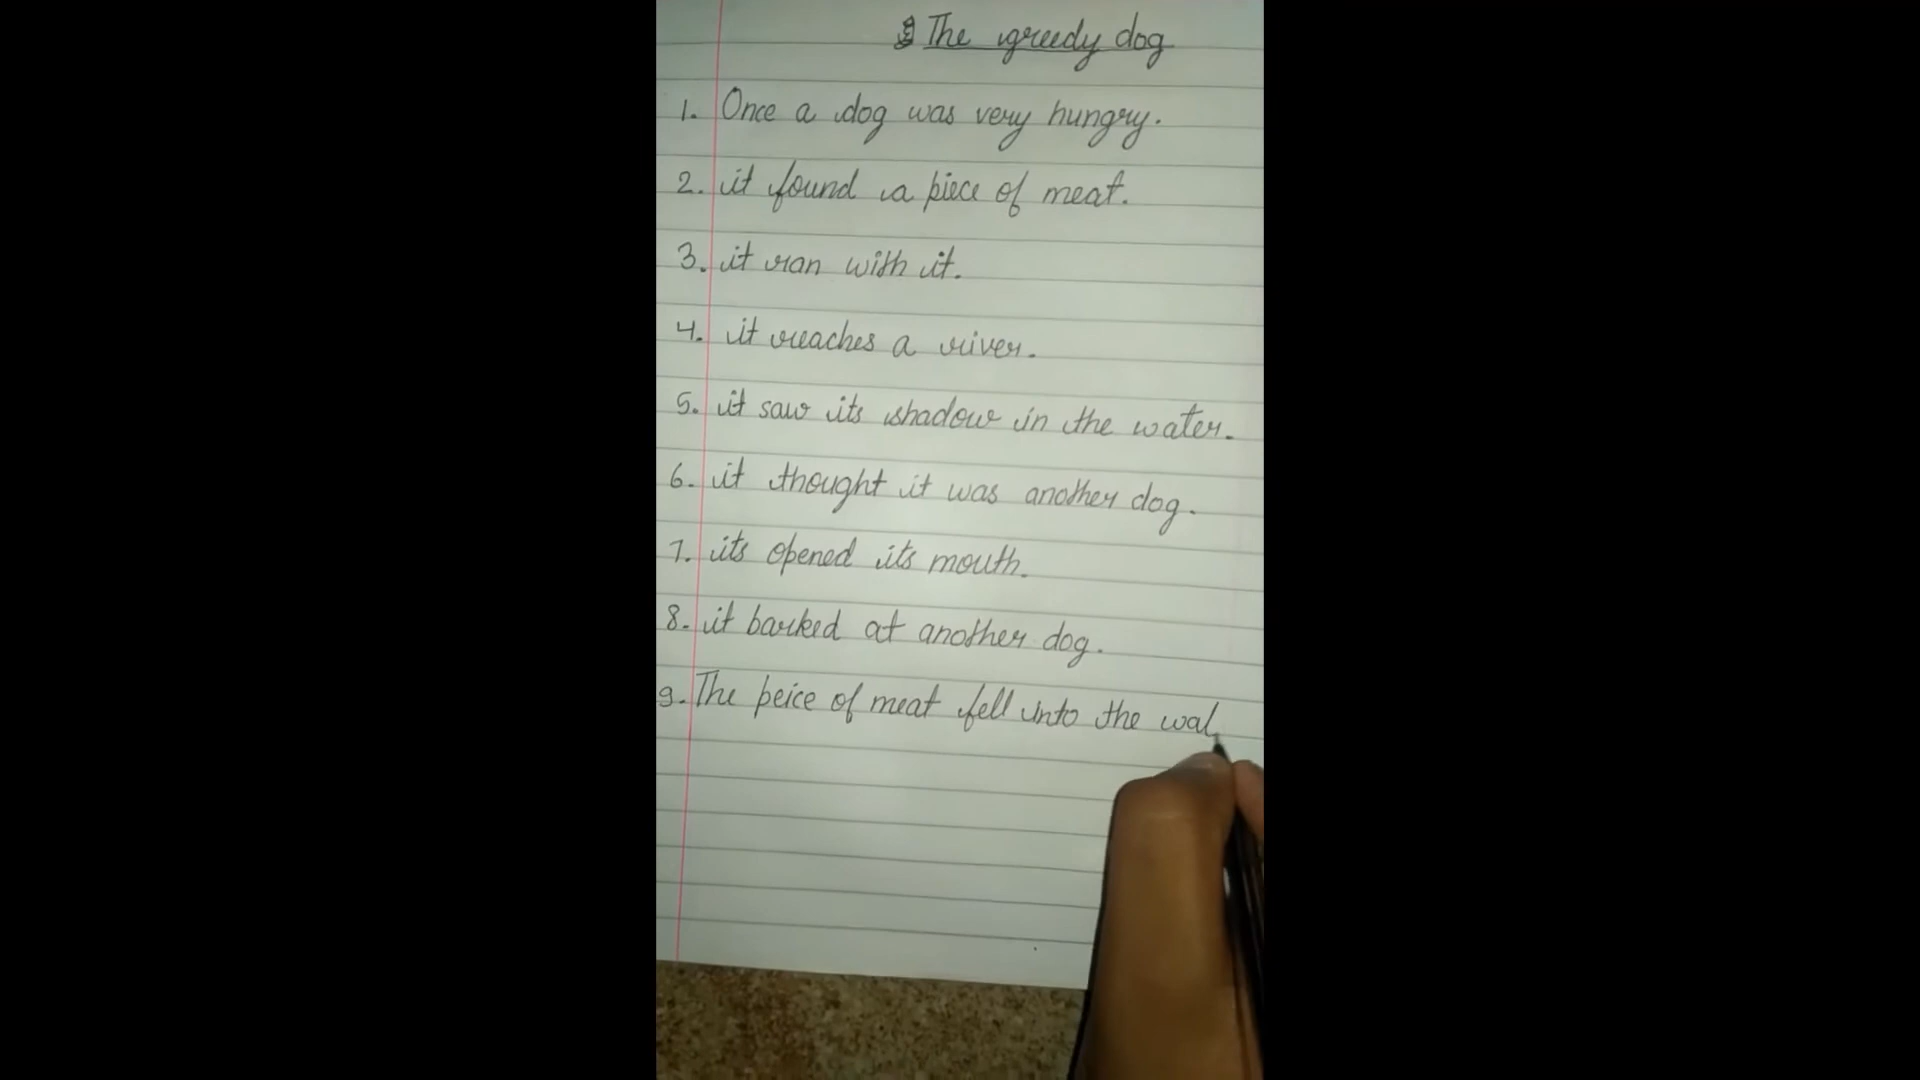 The greedy dog
1. Once a dog was very hungry.
2. it found a piece of meat.
3. it ran with it.
4. it reaches a river.
5. it saw its shadow in the water.
6. it thought it was another dog.
7. its opened its mouth.
8. it barked at another dog.
9. The peice of meat fell into the